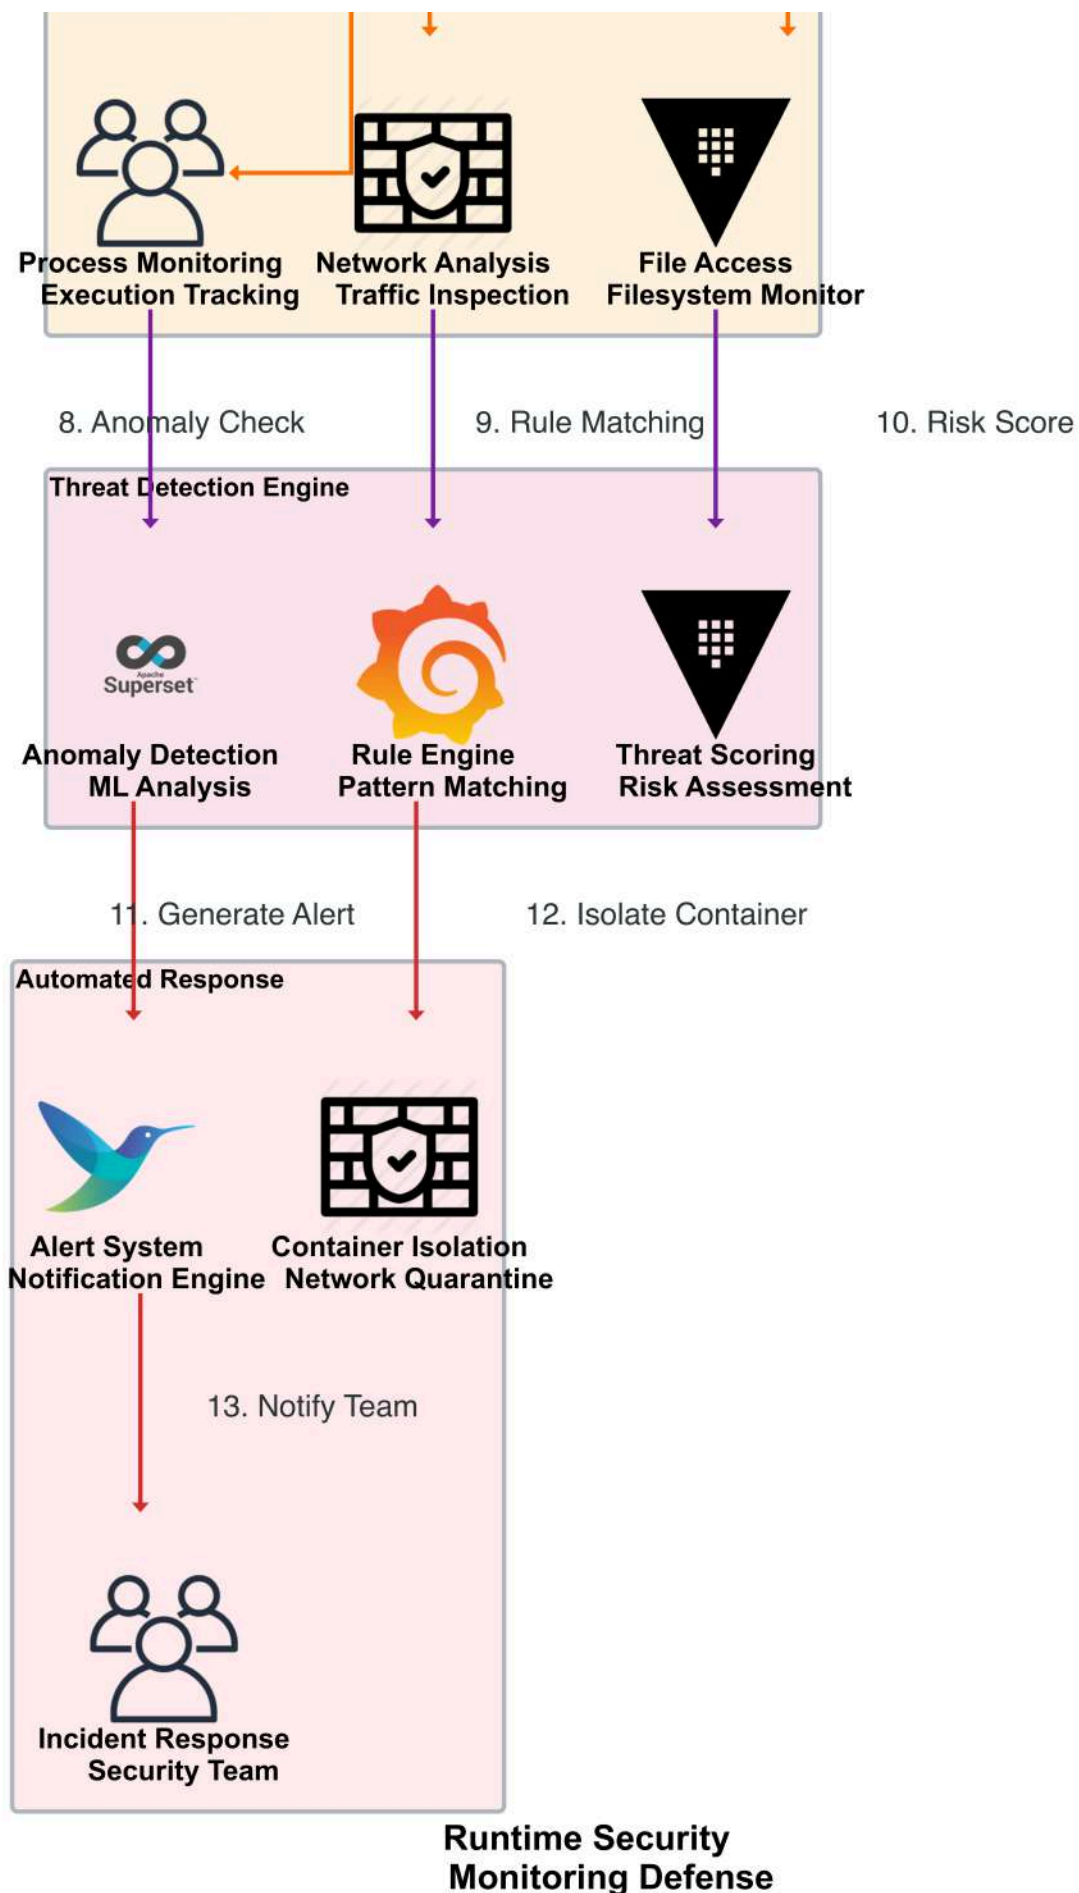 Process Monitoring
Execution Tracking
Network Analysis
Traffic Inspection
File Access
Filesystem Monitor
8. Anomaly Check
9. Rule Matching
10. Risk Score
Threat Detection Engine
Apache
Superset
Anomaly Detection
ML Analysis
Rule Engine
Pattern Matching
Threat Scoring
Risk Assessment
11. Generate Alert
12. Isolate Container
Automated Response
Alert System
Notification Engine
Container Isolation
Network Quarantine
13. Notify Team
Incident Response
Security Team
Runtime Security
Monitoring Defense